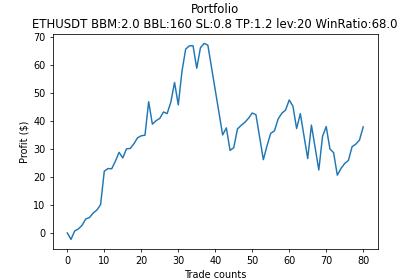 Portfolio
ETHUSDT BBM:2.0 BBL:160 SL:0.8 TP:1.2 lev:20 WinRatio:68.0
70
60
50
40
30
20
10
0
Profit ($)
0 10 20 30 40 50 60 70 80
Trade counts